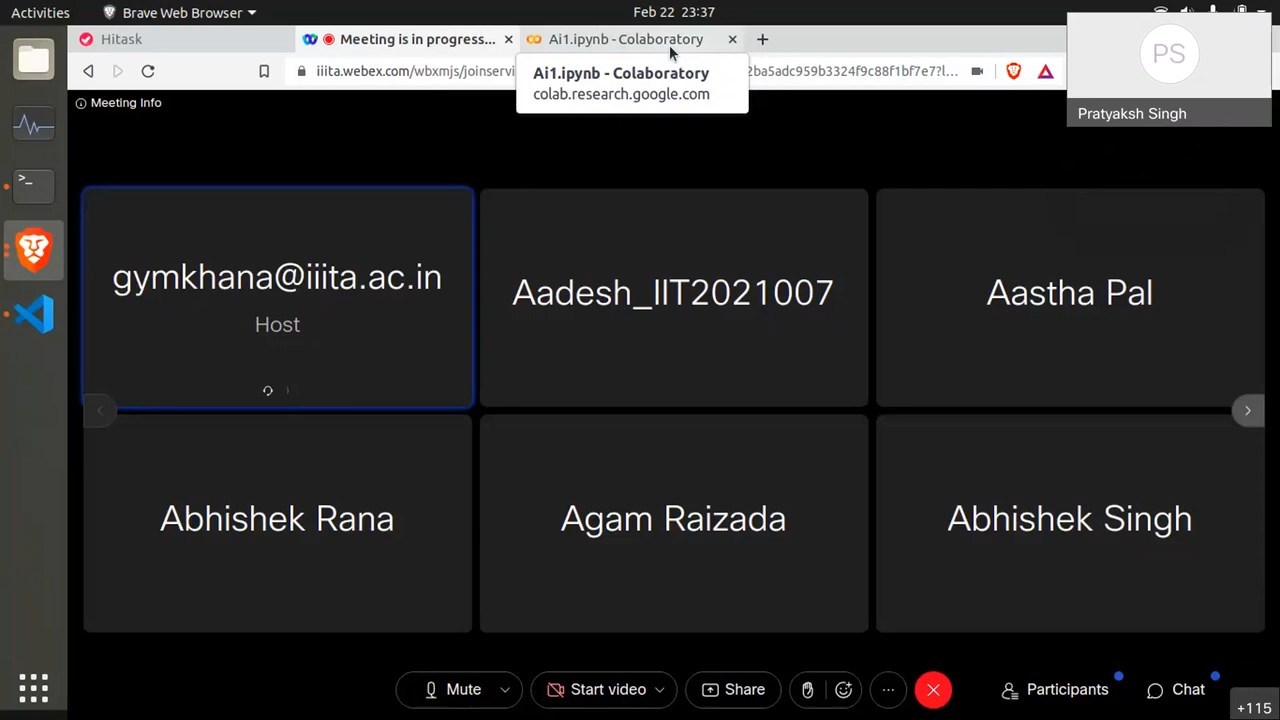 Activities
Brave Web Browser
Feb 22 23:37
PS
Pratyaksh Singh
Hitask
Meeting is in progress...
Ai1.ipynb - Colaboratory
iiita.webex.com/wbxmjs/joinservi
2ba5adc959b3324f9c88f1bf7e7?l...
Ai1.ipynb - Colaboratory
colab.research.google.com
Meeting Info
gymkhana@iiita.ac.in
Host
Aadesh_IIT2021007
Aastha Pal
Abhishek Rana
Agam Raizada
Abhishek Singh
Mute
Start video
Share
Participants
Chat
+115